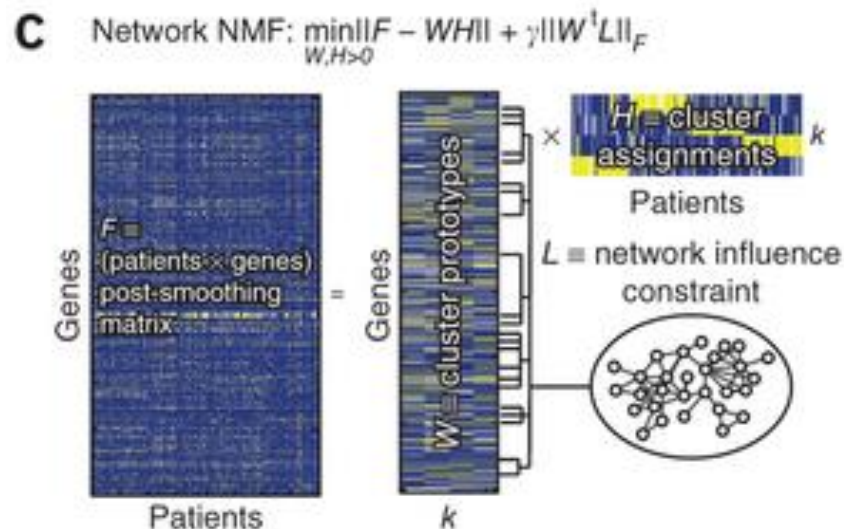 C
Network NMF: min||F – WH|| + γ||WᵗL||_F
W,H>0
Genes
F ≡
(patients × genes)
post-smoothing
matrix
Patients
=
Genes
W ≡ cluster prototypes
k
×
H ≡ cluster
assignments
k
Patients
L ≡ network influence
constraint